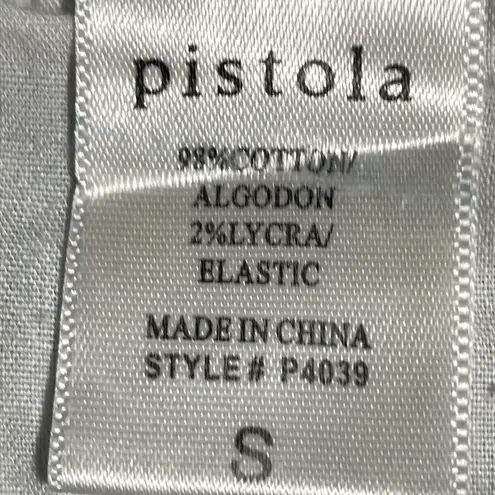 pistola
98%COTTON/
ALGODON
2%LYCRA/
ELASTIC
MADE IN CHINA
STYLE# P4039
S